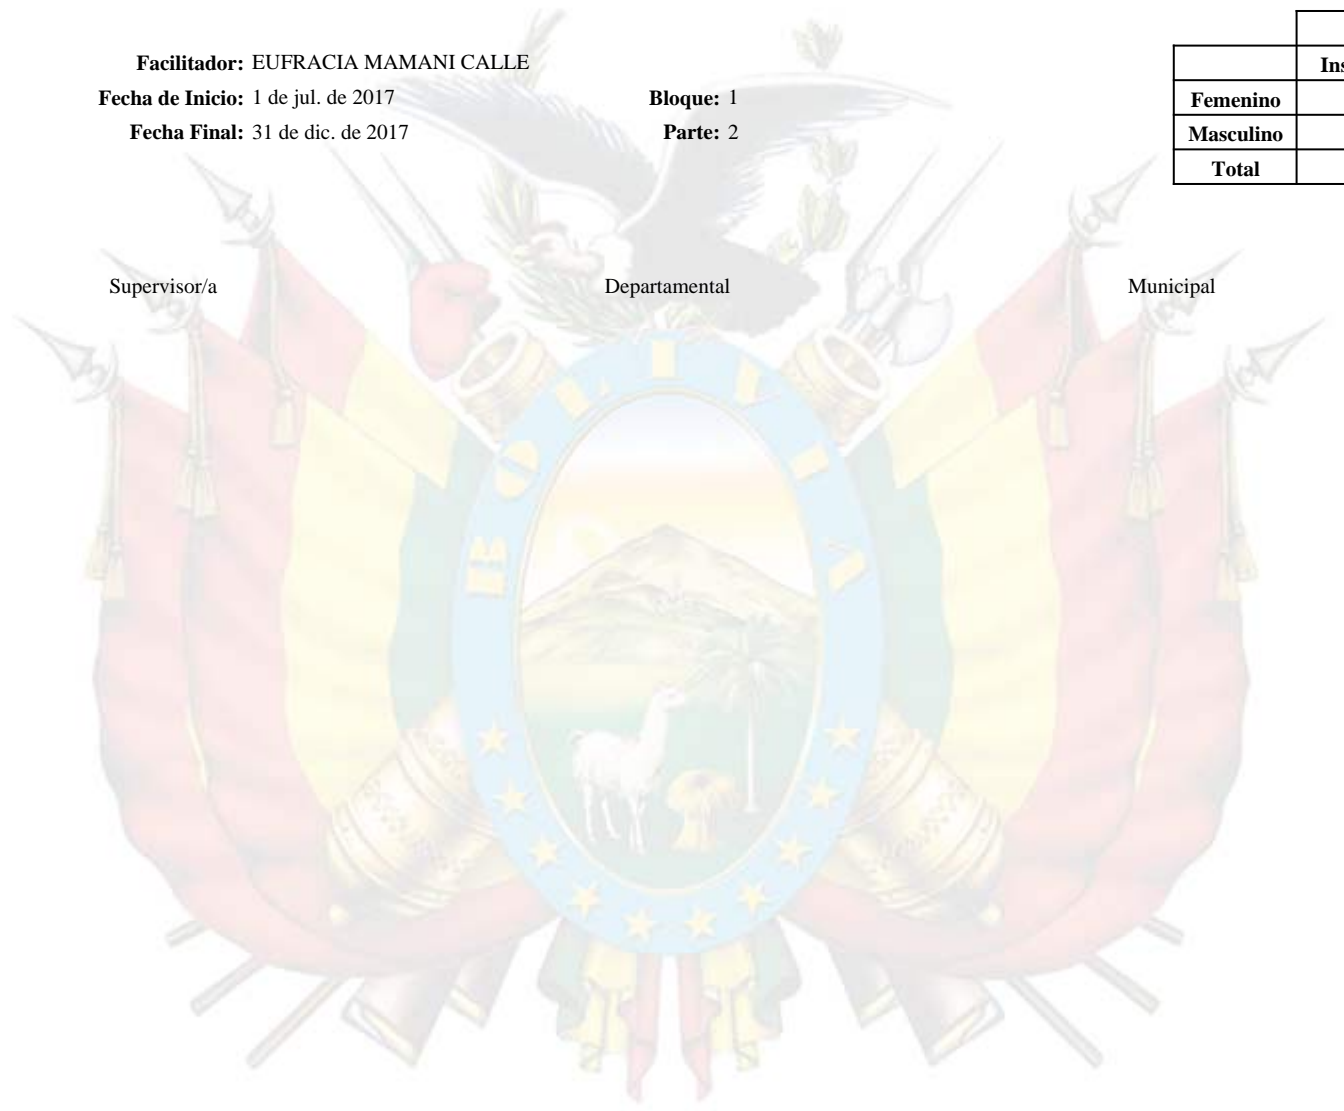 Facilitador: EUFRACIA MAMANI CALLE
Fecha de Inicio: 1 de jul. de 2017 Bloque: 1
Fecha Final: 31 de dic. de 2017 Parte: 2
Femenino
Masculino
Total
Supervisor/a Departamental Municipal
BOLIVIA